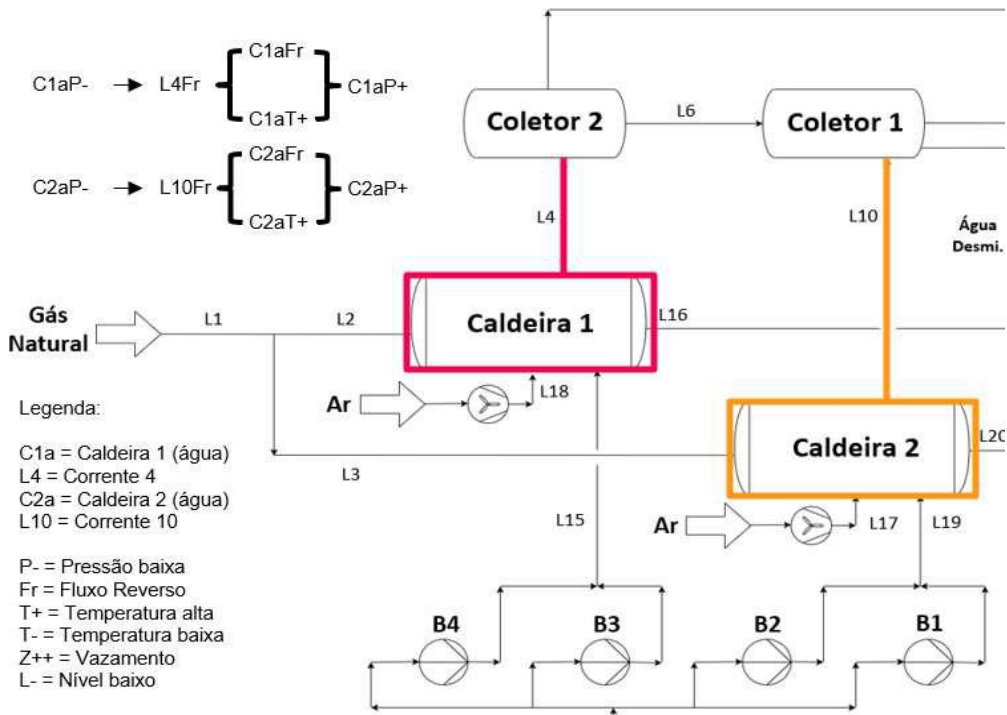 C1aP- → L4Fr { C1aFr C1aT+ } C1aP+
C2aP- → L10Fr { C2aFr C2aT+ } C2aP+
Coletor 2
L6
Coletor 1
L4
L10
Água
Desmi.
Gás
Natural
L1
L2
Caldeira 1
L16
Ar
L18
Caldeira 2
L20
L3
Ar
L17
L19
L15
B4
B3
B2
B1
Legenda:
C1a = Caldeira 1 (água)
L4 = Corrente 4
C2a = Caldeira 2 (água)
L10 = Corrente 10
P- = Pressão baixa
Fr = Fluxo Reverso
T+ = Temperatura alta
T- = Temperatura baixa
Z++ = Vazamento
L- = Nível baixo